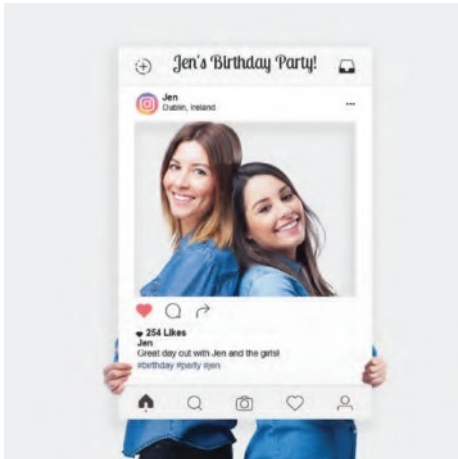 Jen's Birthday Party!
Jen
Dublin, Ireland
254 Likes
Jen
Great day out with Jen and the girls!
#birthday #party #jen